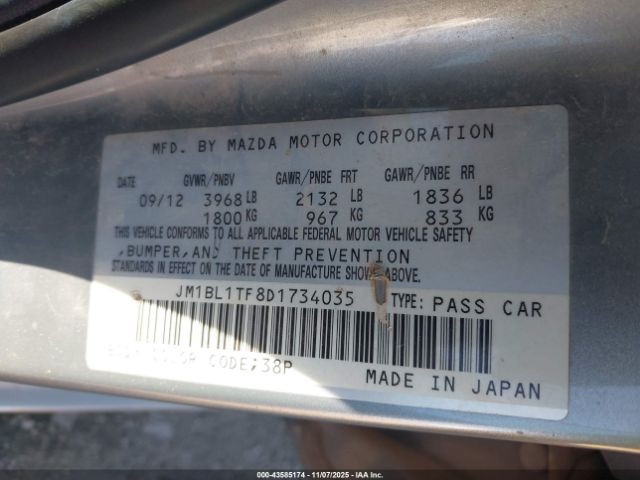 MFD. BY MAZDA MOTOR CORPORATION
DATE GVWR/PNBV GAWR/PNBE FRT GAWR/PNBE RR
09/12 3968 LB 2132 LB 1836 LB
1800 KG 967 KG 833 KG
THIS VEHICLE CONFORMS TO ALL APPLICABLE FEDERAL MOTOR VEHICLE SAFETY
,BUMPER,AND THEFT PREVENTION
STANDARDS IN EFFECT ON THE DATE OF MANUFACTURE SHOWN ABOVE.
JM1BL1TF8D1734035 TYPE: PASS CAR
COLOR CODE;38P
MADE IN JAPAN
000-43585174 - 11/07/2025 - IAAI.COM